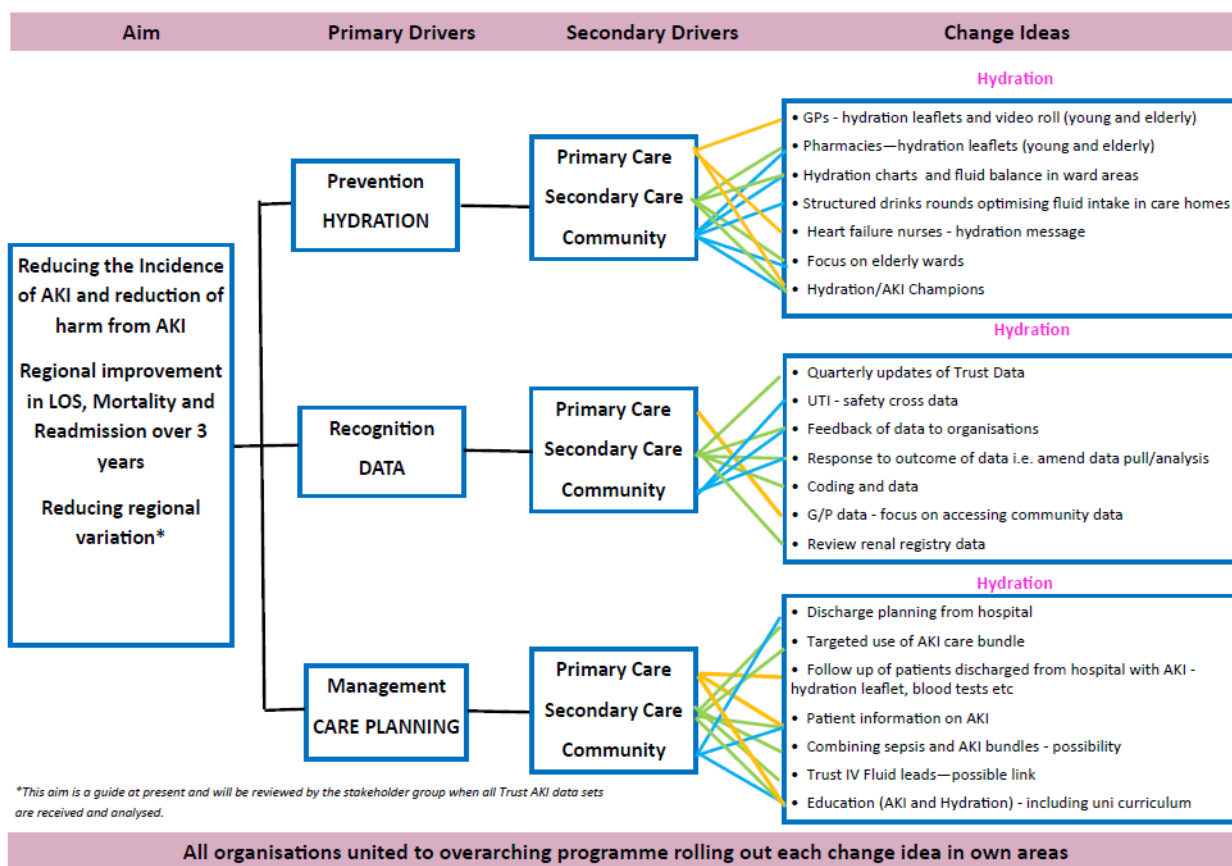 Aim
Primary Drivers
Secondary Drivers
Change Ideas
Reducing the Incidence
of AKI and reduction of
harm from AKI
Regional improvement
in LOS, Mortality and
Readmission over 3
years
Reducing regional
variation*
Prevention
HYDRATION
Primary Care
Secondary Care
Community
Hydration
• GPs - hydration leaflets and video roll (young and elderly)
• Pharmacies—hydration leaflets (young and elderly)
• Hydration charts and fluid balance in ward areas
• Structured drinks rounds optimising fluid intake in care homes
• Heart failure nurses - hydration message
• Focus on elderly wards
• Hydration/AKI Champions
Recognition
DATA
Primary Care
Secondary Care
Community
Hydration
• Quarterly updates of Trust Data
• UTI - safety cross data
• Feedback of data to organisations
• Response to outcome of data i.e. amend data pull/analysis
• Coding and data
• G/P data - focus on accessing community data
• Review renal registry data
Management
CARE PLANNING
Primary Care
Secondary Care
Community
Hydration
• Discharge planning from hospital
• Targeted use of AKI care bundle
• Follow up of patients discharged from hospital with AKI -
hydration leaflet, blood tests etc
• Patient information on AKI
• Combining sepsis and AKI bundles - possibility
• Trust IV Fluid leads—possible link
• Education (AKI and Hydration) - including uni curriculum
*This aim is a guide at present and will be reviewed by the stakeholder group when all Trust AKI data sets
are received and analysed.
All organisations united to overarching programme rolling out each change idea in own areas